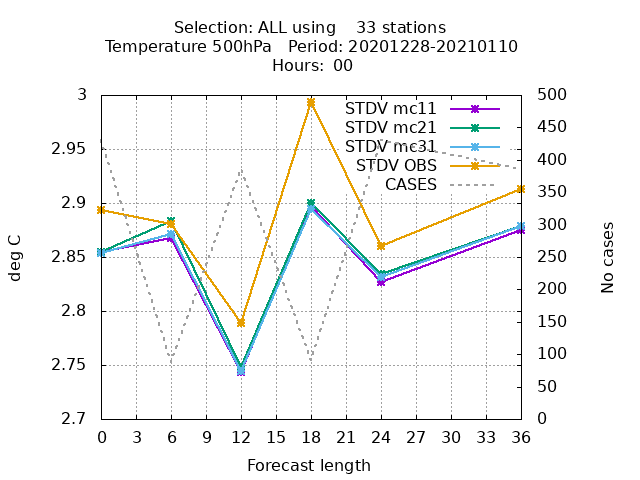 Selection: ALL using    33 stations
Temperature 500hPa   Period: 20201228-20210110
Hours:  00
STDV mc11
STDV mc21
STDV mc31
STDV OBS
CASES
3
2.95
2.9
2.85
2.8
2.75
2.7
deg C
500
450
400
350
300
250
200
150
100
50
0
No cases
0 3 6 9 12 15 18 21 24 27 30 33 36
Forecast length